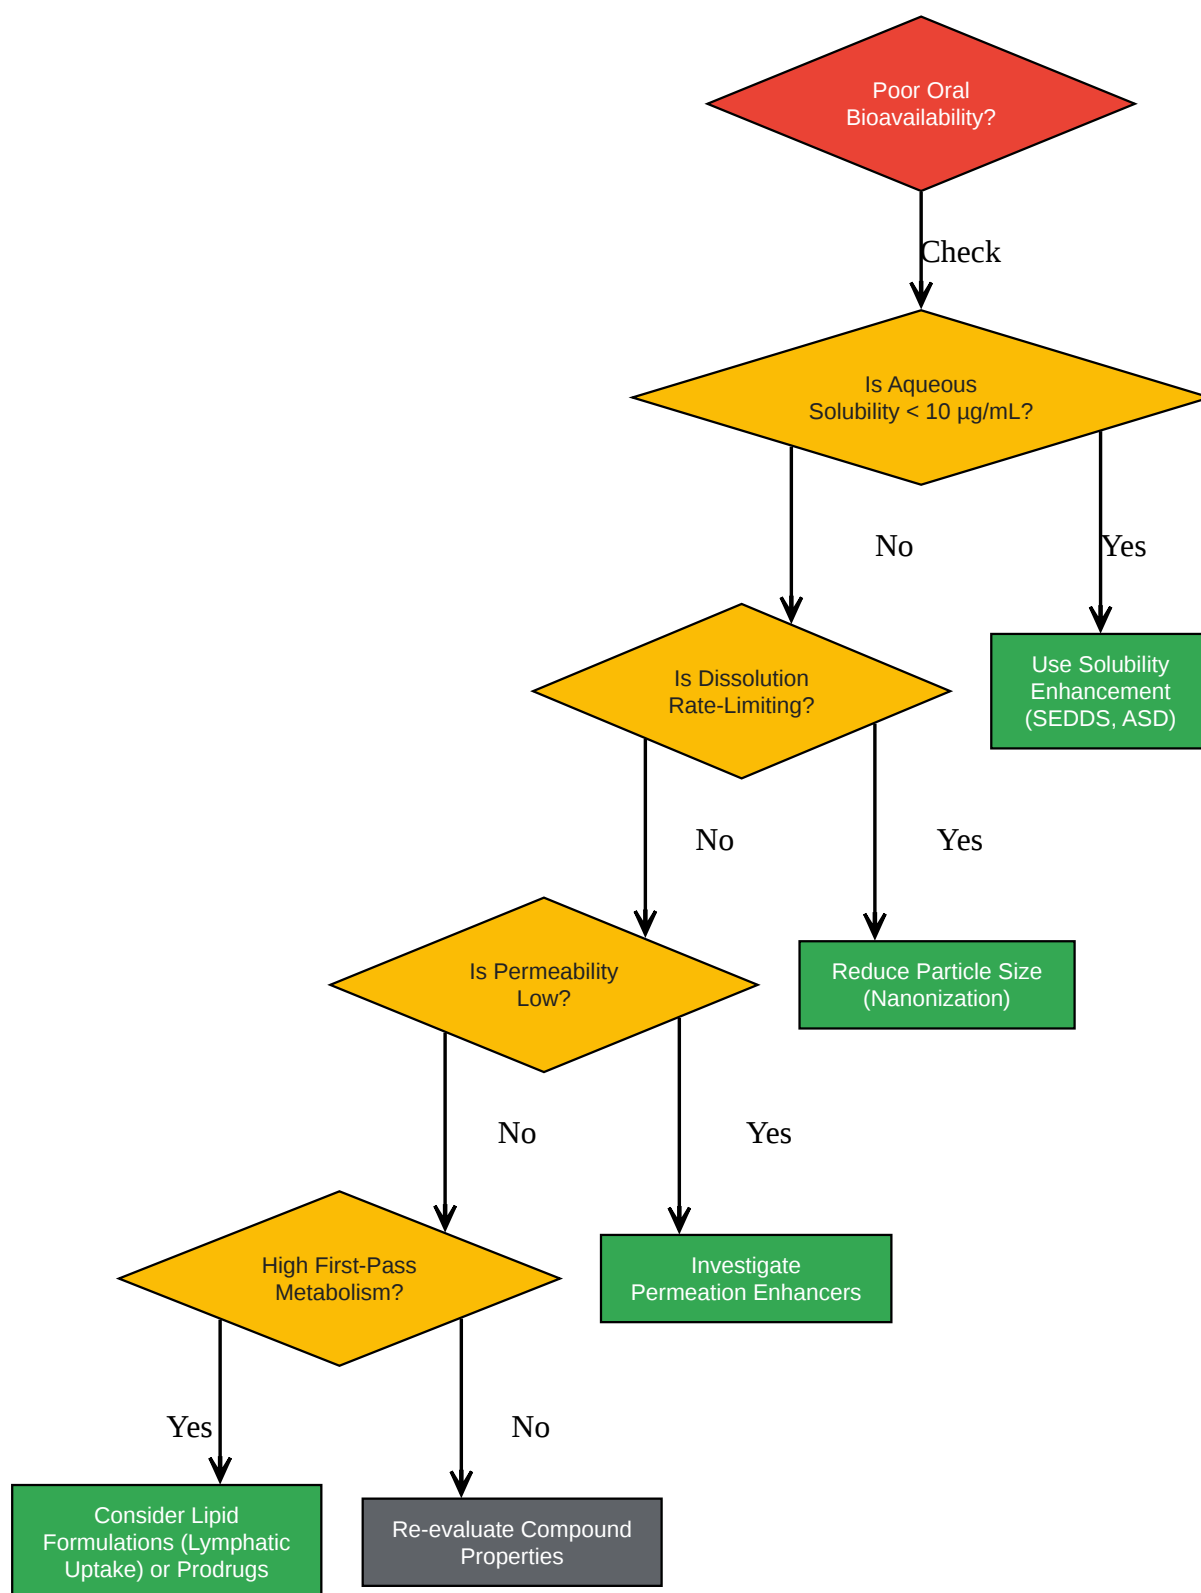 Poor Oral
Bioavailability?
Check
Is Aqueous
Solubility < 10 µg/mL?
No
Yes
Is Dissolution
Rate-Limiting?
Use Solubility
Enhancement
(SEDDS, ASD)
No
Yes
Is Permeability
Low?
Reduce Particle Size
(Nanonization)
No
Yes
High First-Pass
Metabolism?
Investigate
Permeation Enhancers
Yes
No
Consider Lipid
Formulations (Lymphatic
Uptake) or Prodrugs
Re-evaluate Compound
Properties